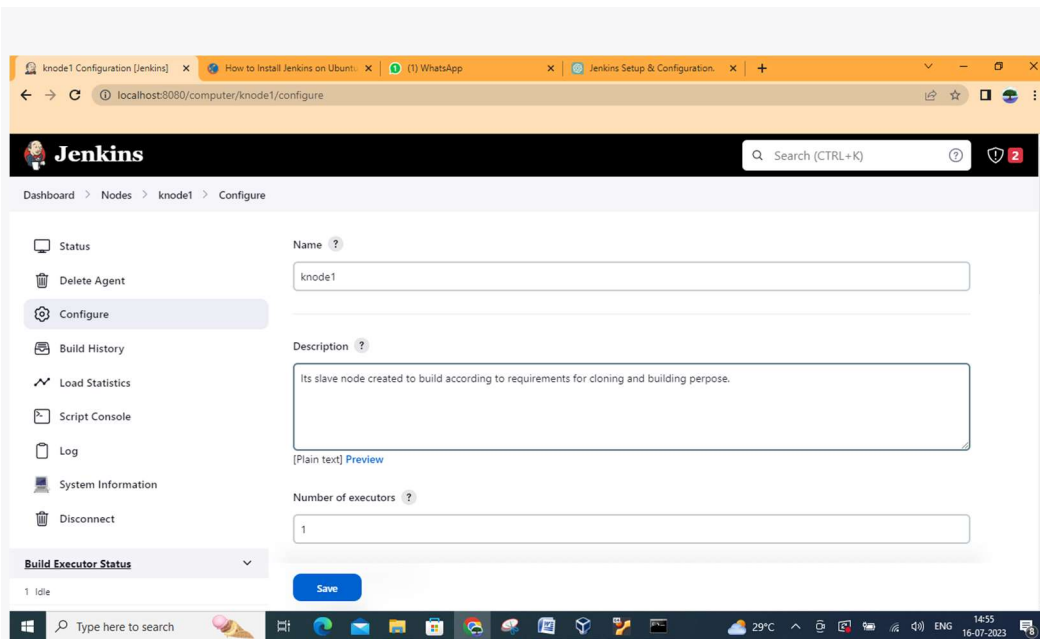 knode1 Configuration [Jenkins]
How to Install Jenkins on Ubuntu
(1) WhatsApp
Jenkins Setup & Configuration.
localhost:8080/computer/knode1/configure
Jenkins
Search (CTRL+K)
2
Dashboard > Nodes > knode1 > Configure
Status
Delete Agent
Configure
Build History
Load Statistics
Script Console
Log
System Information
Disconnect
Build Executor Status
1 Idle
Name ?
knode1
Description ?
Its slave node created to build according to requirements for cloning and building perpose.
[Plain text] Preview
Number of executors ?
1
Save
Type here to search
29°C
ENG
14:55
16-07-2023
8